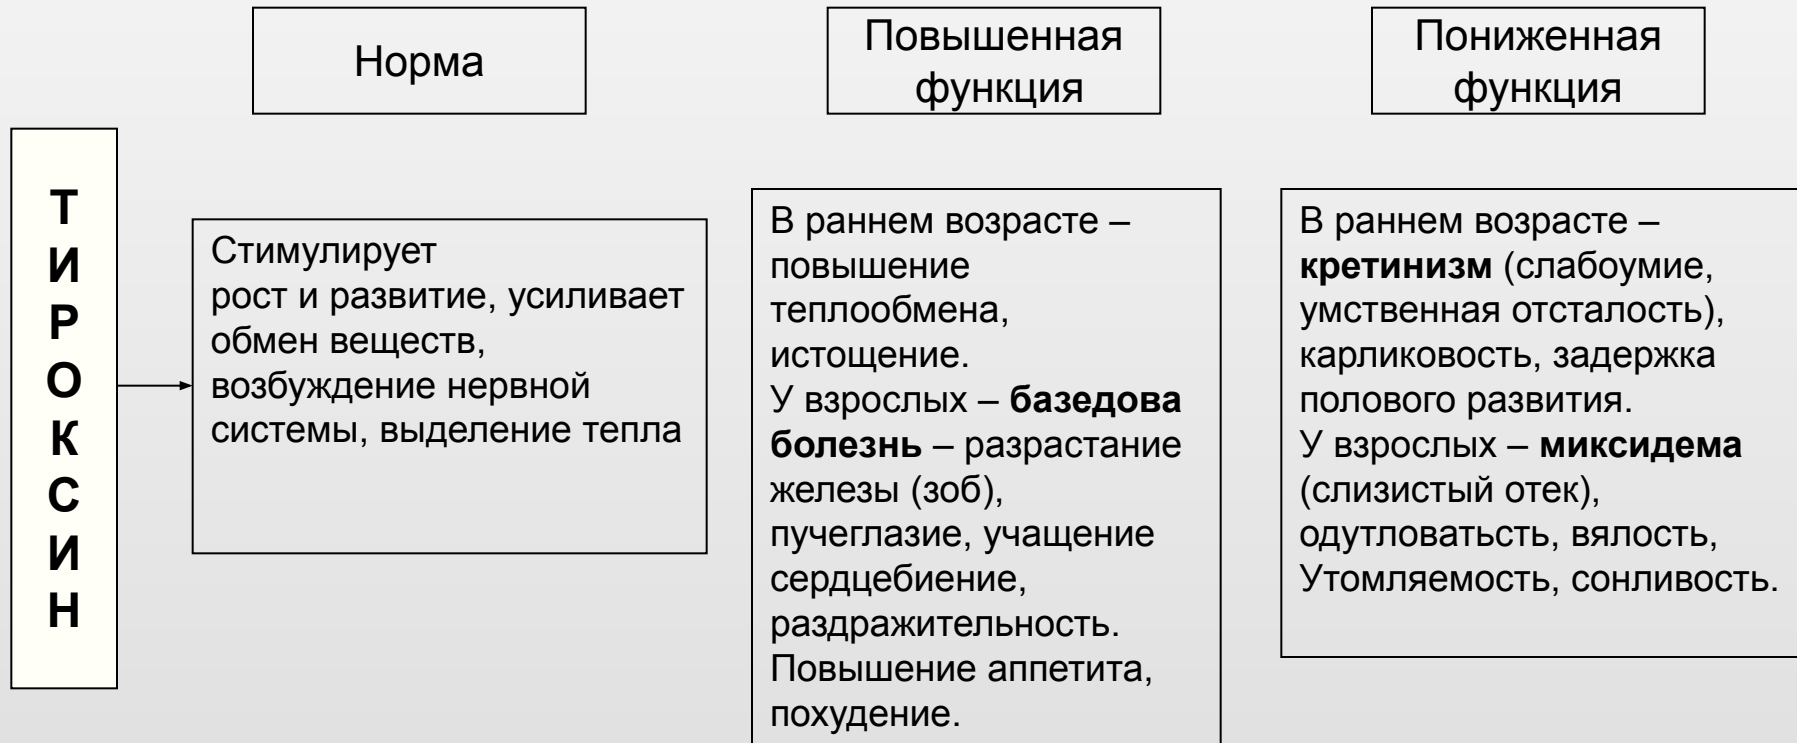 Норма
Повышенная
функция
Пониженная
функция
Т
И
Р
О
К
С
И
Н
Стимулирует
рост и развитие, усиливает
обмен веществ,
возбуждение нервной
системы, выделение тепла
В раннем возрасте –
повышение
теплообмена,
истощение.
У взрослых – базедова
болезнь – разрастание
железы (зоб),
пучеглазие, учащение
сердцебиение,
раздражительность.
Повышение аппетита,
похудение.
В раннем возрасте –
кретинизм (слабоумие,
умственная отсталость),
карликовость, задержка
полового развития.
У взрослых – миксидема
(слизистый отек),
одутловатьсть, вялость,
Утомляемость, сонливость.